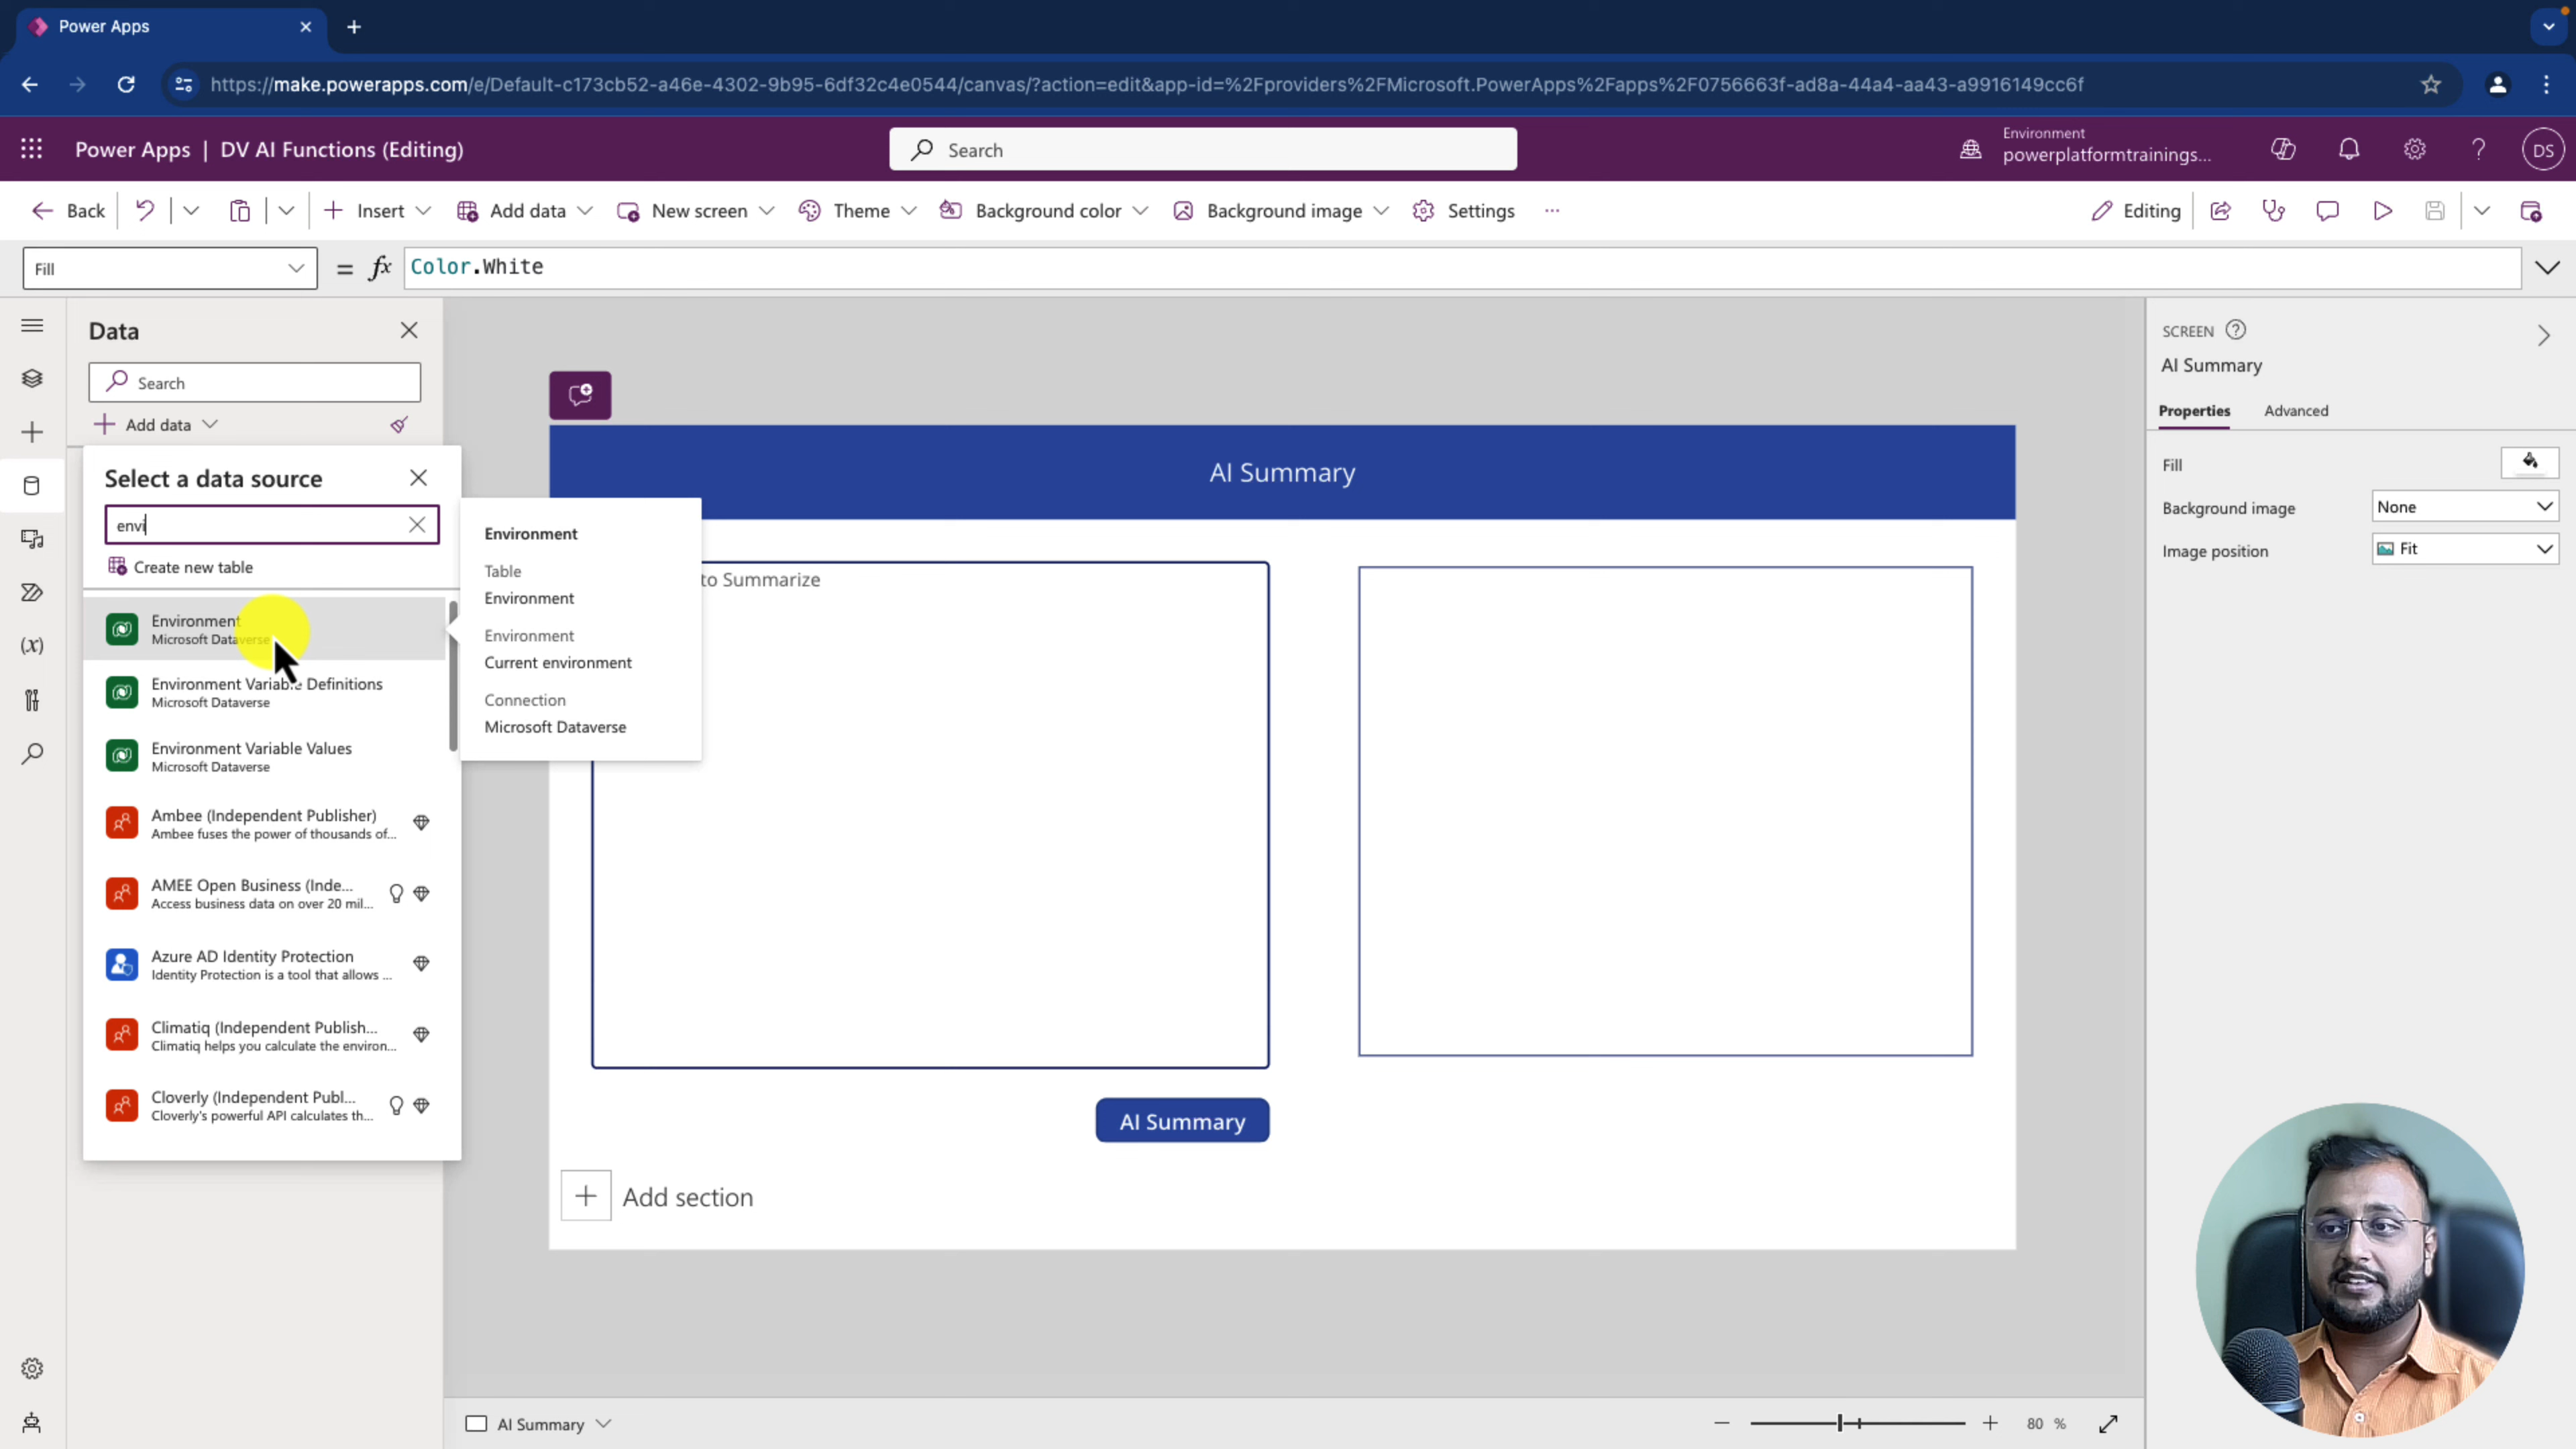 Power Apps
https://make.powerapps.com/e/Default-c173cb52-a46e-4302-9b95-6df32c4e0544/canvas/?action=edit&app-id=%2Fproviders%2FMicrosoft.PowerApps%2Fapps%2F0756663f-ad8a-44a4-aa43-a9916149cc6f
Power Apps | DV AI Functions (Editing)
Search
Environment
powerplatformtrainings...
DS
Back
Insert
Add data
New screen
Theme
Background color
Background image
Settings
...
Editing
Fill
= fx Color.White
Data
Search
Add data
Select a data source
envi
Create new table
Environment
Microsoft Dataverse
Environment Variable Definitions
Microsoft Dataverse
Environment Variable Values
Microsoft Dataverse
Ambee (Independent Publisher)
Ambee fuses the power of thousands of...
AMEE Open Business (Inde...
Access business data on over 20 mil...
Azure AD Identity Protection
Identity Protection is a tool that allows ...
Climatiq (Independent Publish...
Climatiq helps you calculate the environ...
Cloverly (Independent Publ...
Cloverly's powerful API calculates th...
Environment
Table
Environment
Environment
Current environment
Connection
Microsoft Dataverse
AI Summary
to Summarize
AI Summary
Add section
SCREEN
AI Summary
Properties
Advanced
Fill
Background image
None
Image position
Fit
AI Summary
80 %